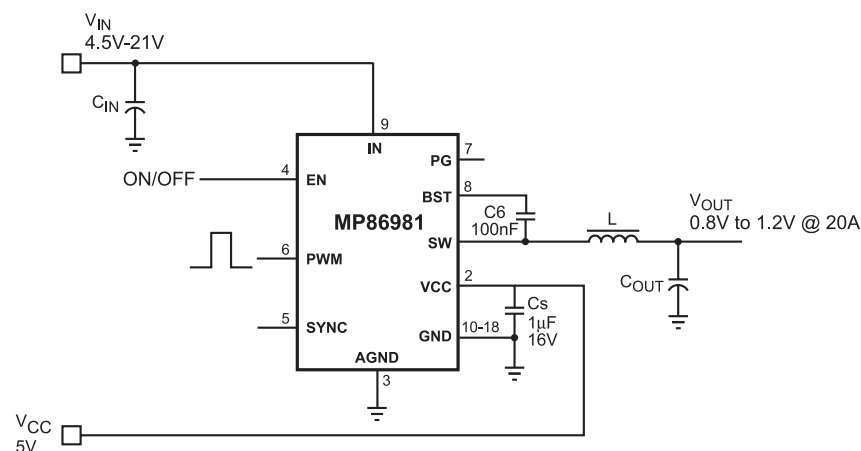 VIN
4.5V-21V
CIN
9
IN
4
EN
ON/OFF
7
PG
8
BST
C6
100nF
MP86981
SW
L
VOUT
0.8V to 1.2V @ 20A
6
PWM
2
VCC
COUT
Cs
1µF
16V
5
SYNC
10-18
GND
AGND
3
VCC
5V